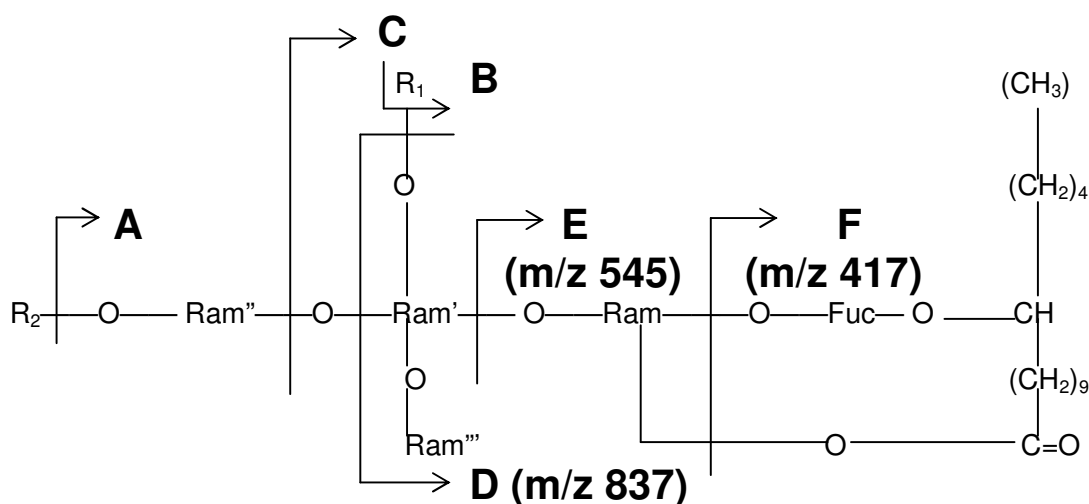 C
R₁ B
(CH₃)
O
(CH₂)₄
A
E F
(m/z 545) (m/z 417)
R₂ O Ram" O Ram' O Ram O Fuc O CH
O
(CH₂)₉
Ram"' O C=O
D (m/z 837)